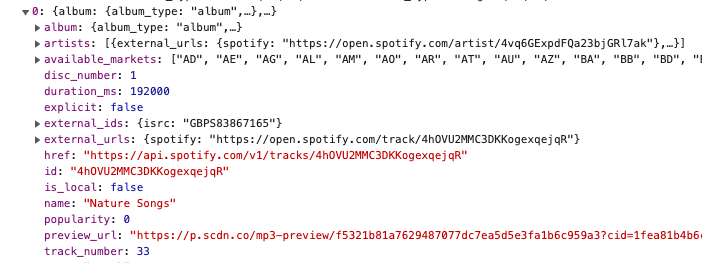 ▼0: {album: {album_type: "album",…},…}
▶album: {album_type: "album",…}
▶artists: [{external_urls: {spotify: "https://open.spotify.com/artist/4vq6GExpdFQa23bjGRl7ak"},…}]
▶available_markets: ["AD", "AE", "AG", "AL", "AM", "AO", "AR", "AT", "AU", "AZ", "BA", "BB", "BD", "B
disc_number: 1
duration_ms: 192000
explicit: false
▶external_ids: {isrc: "GBPS83867165"}
▶external_urls: {spotify: "https://open.spotify.com/track/4hOVU2MMC3DKKogexqejqR"}
href: "https://api.spotify.com/v1/tracks/4hOVU2MMC3DKKogexqejqR"
id: "4hOVU2MMC3DKKogexqejqR"
is_local: false
name: "Nature Songs"
popularity: 0
preview_url: "https://p.scdn.co/mp3-preview/f5321b81a7629487077dc7ea5d5e3fa1b6c959a3?cid=1fea81b4b6c
track_number: 33